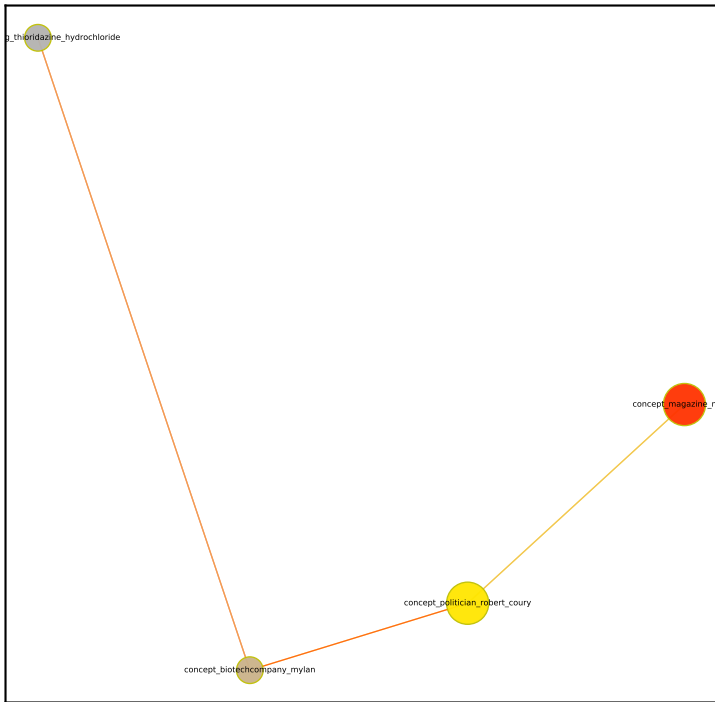 g_thioridazine_hydrochloride
concept_magazine_r
concept_politician_robert_coury
concept_biotechcompany_mylan